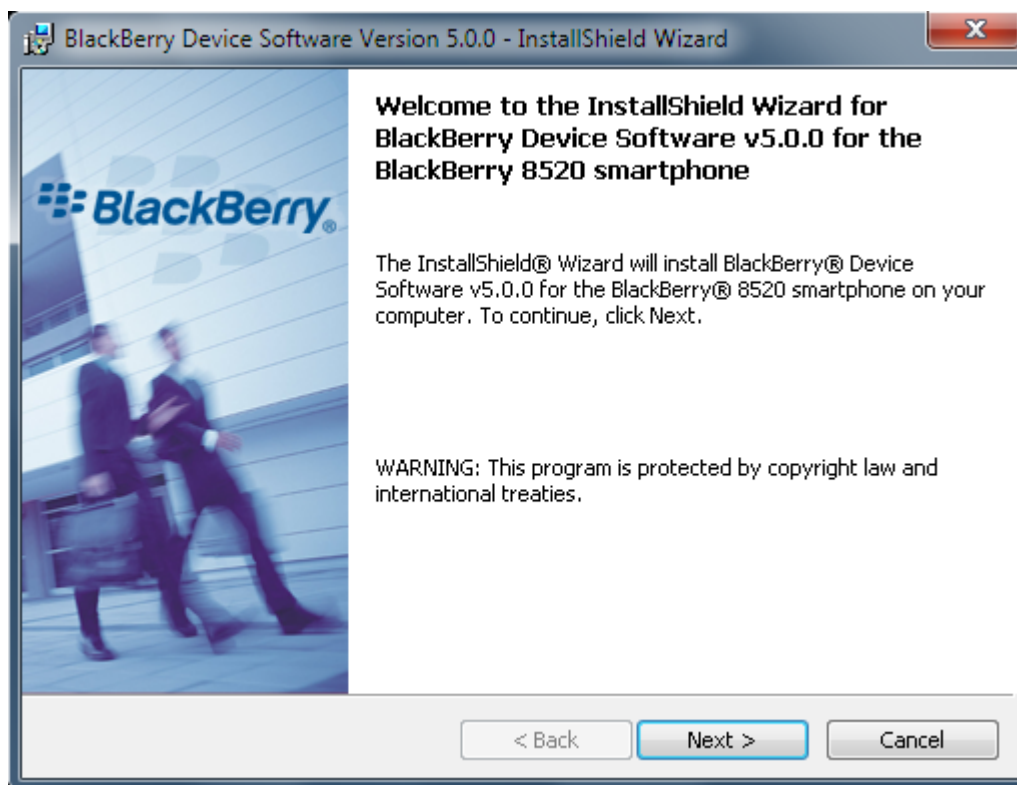 BlackBerry Device Software Version 5.0.0 - InstallShield Wizard
Welcome to the InstallShield Wizard for
BlackBerry Device Software v5.0.0 for the
BlackBerry 8520 smartphone
BlackBerry®
The InstallShield® Wizard will install BlackBerry® Device
Software v5.0.0 for the BlackBerry® 8520 smartphone on your
computer. To continue, click Next.
WARNING: This program is protected by copyright law and
international treaties.
< Back Next > Cancel